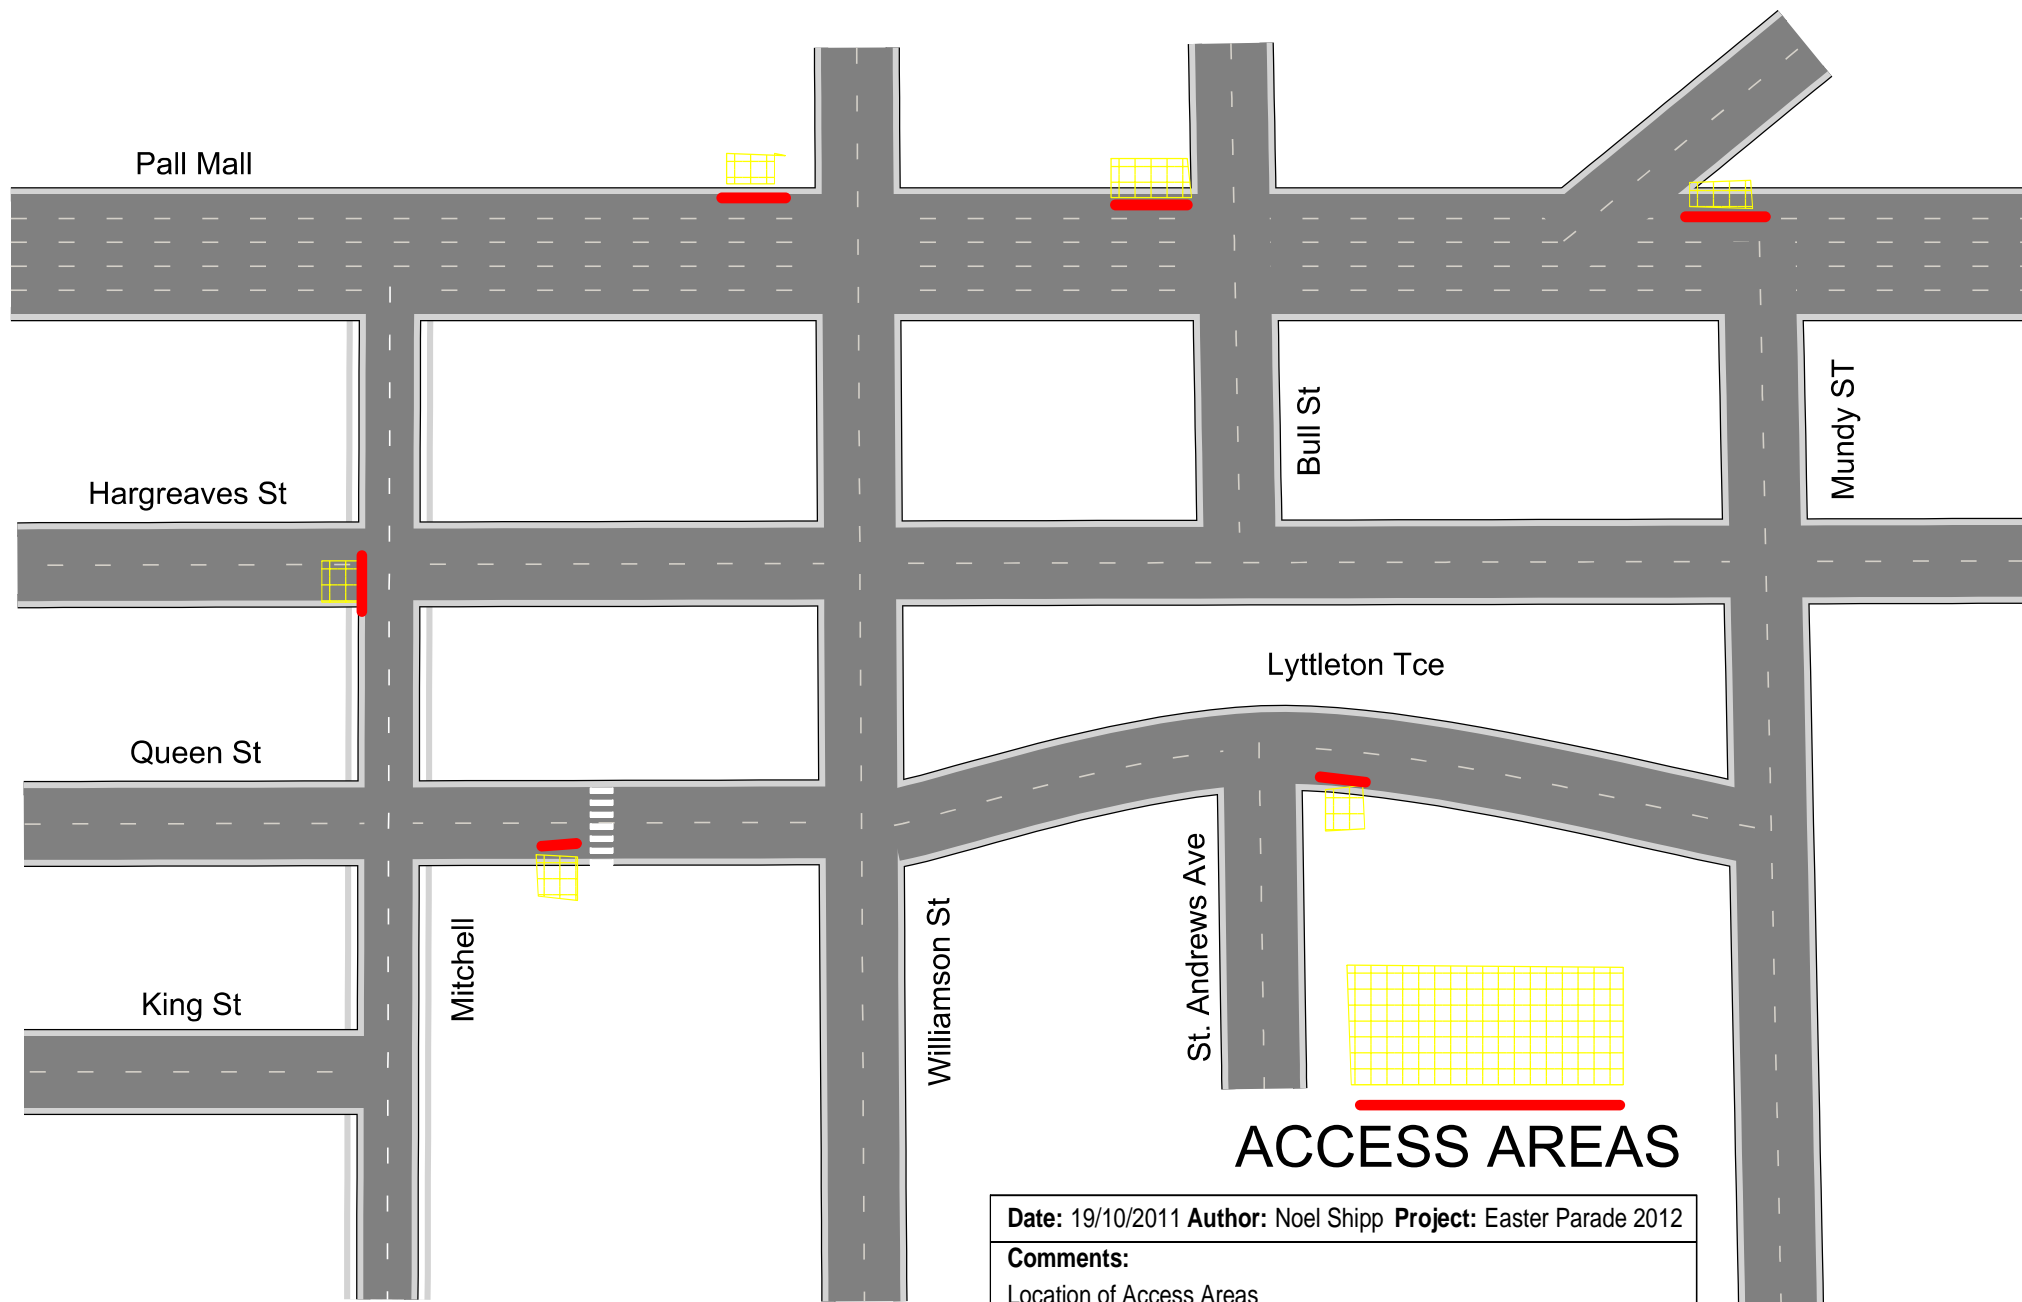 Pall Mall
Bull St
Mundy ST
Hargreaves St
Lyttleton Tce
Queen St
St. Andrews Ave
Williamson St
Mitchell
King St
ACCESS AREAS
Date: 19/10/2011 Author: Noel Shipp Project: Easter Parade 2012
Comments:
Location of Access Areas